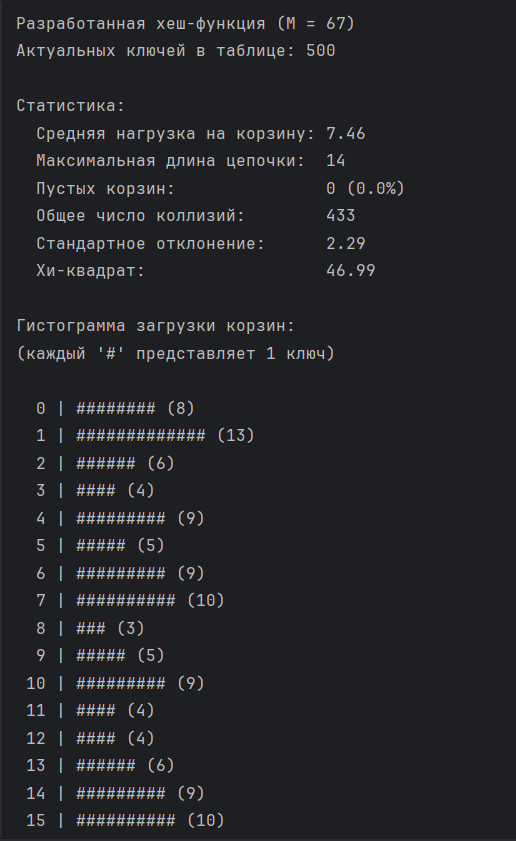 Разработанная хеш-функция (M = 67)
Актуальных ключей в таблице: 500
Статистика:
Средняя нагрузка на корзину: 7.46
Максимальная длина цепочки: 14
Пустых корзин: 0 (0.0%)
Общее число коллизий: 433
Стандартное отклонение: 2.29
Хи-квадрат: 46.99
Гистограмма загрузки корзин:
(каждый '#' представляет 1 ключ)
0 | ######## (8)
1 | ############# (13)
2 | ###### (6)
3 | #### (4)
4 | ######### (9)
5 | ##### (5)
6 | ######### (9)
7 | ########## (10)
8 | ### (3)
9 | ##### (5)
10 | ######### (9)
11 | #### (4)
12 | #### (4)
13 | ###### (6)
14 | ######### (9)
15 | ########## (10)